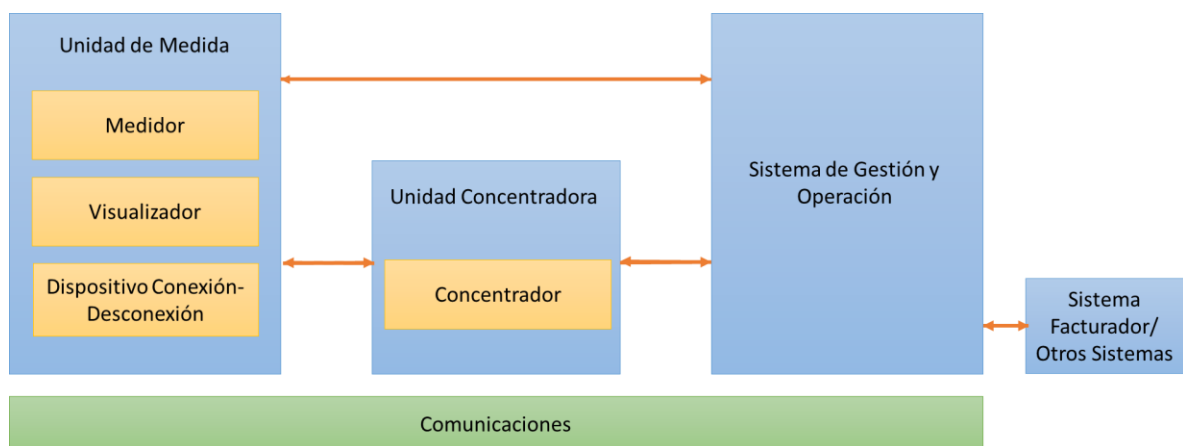 Unidad de Medida
Medidor
Visualizador
Dispositivo Conexión-
Desconexión
Unidad Concentradora
Concentrador
Sistema de Gestión y
Operación
Sistema
Facturador/
Otros Sistemas
Comunicaciones